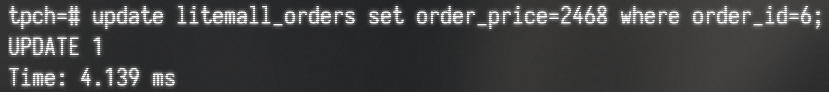 tpch=# update litemall_orders set order_price=2468 where order_id=6;
UPDATE 1
Time: 4.139 ms